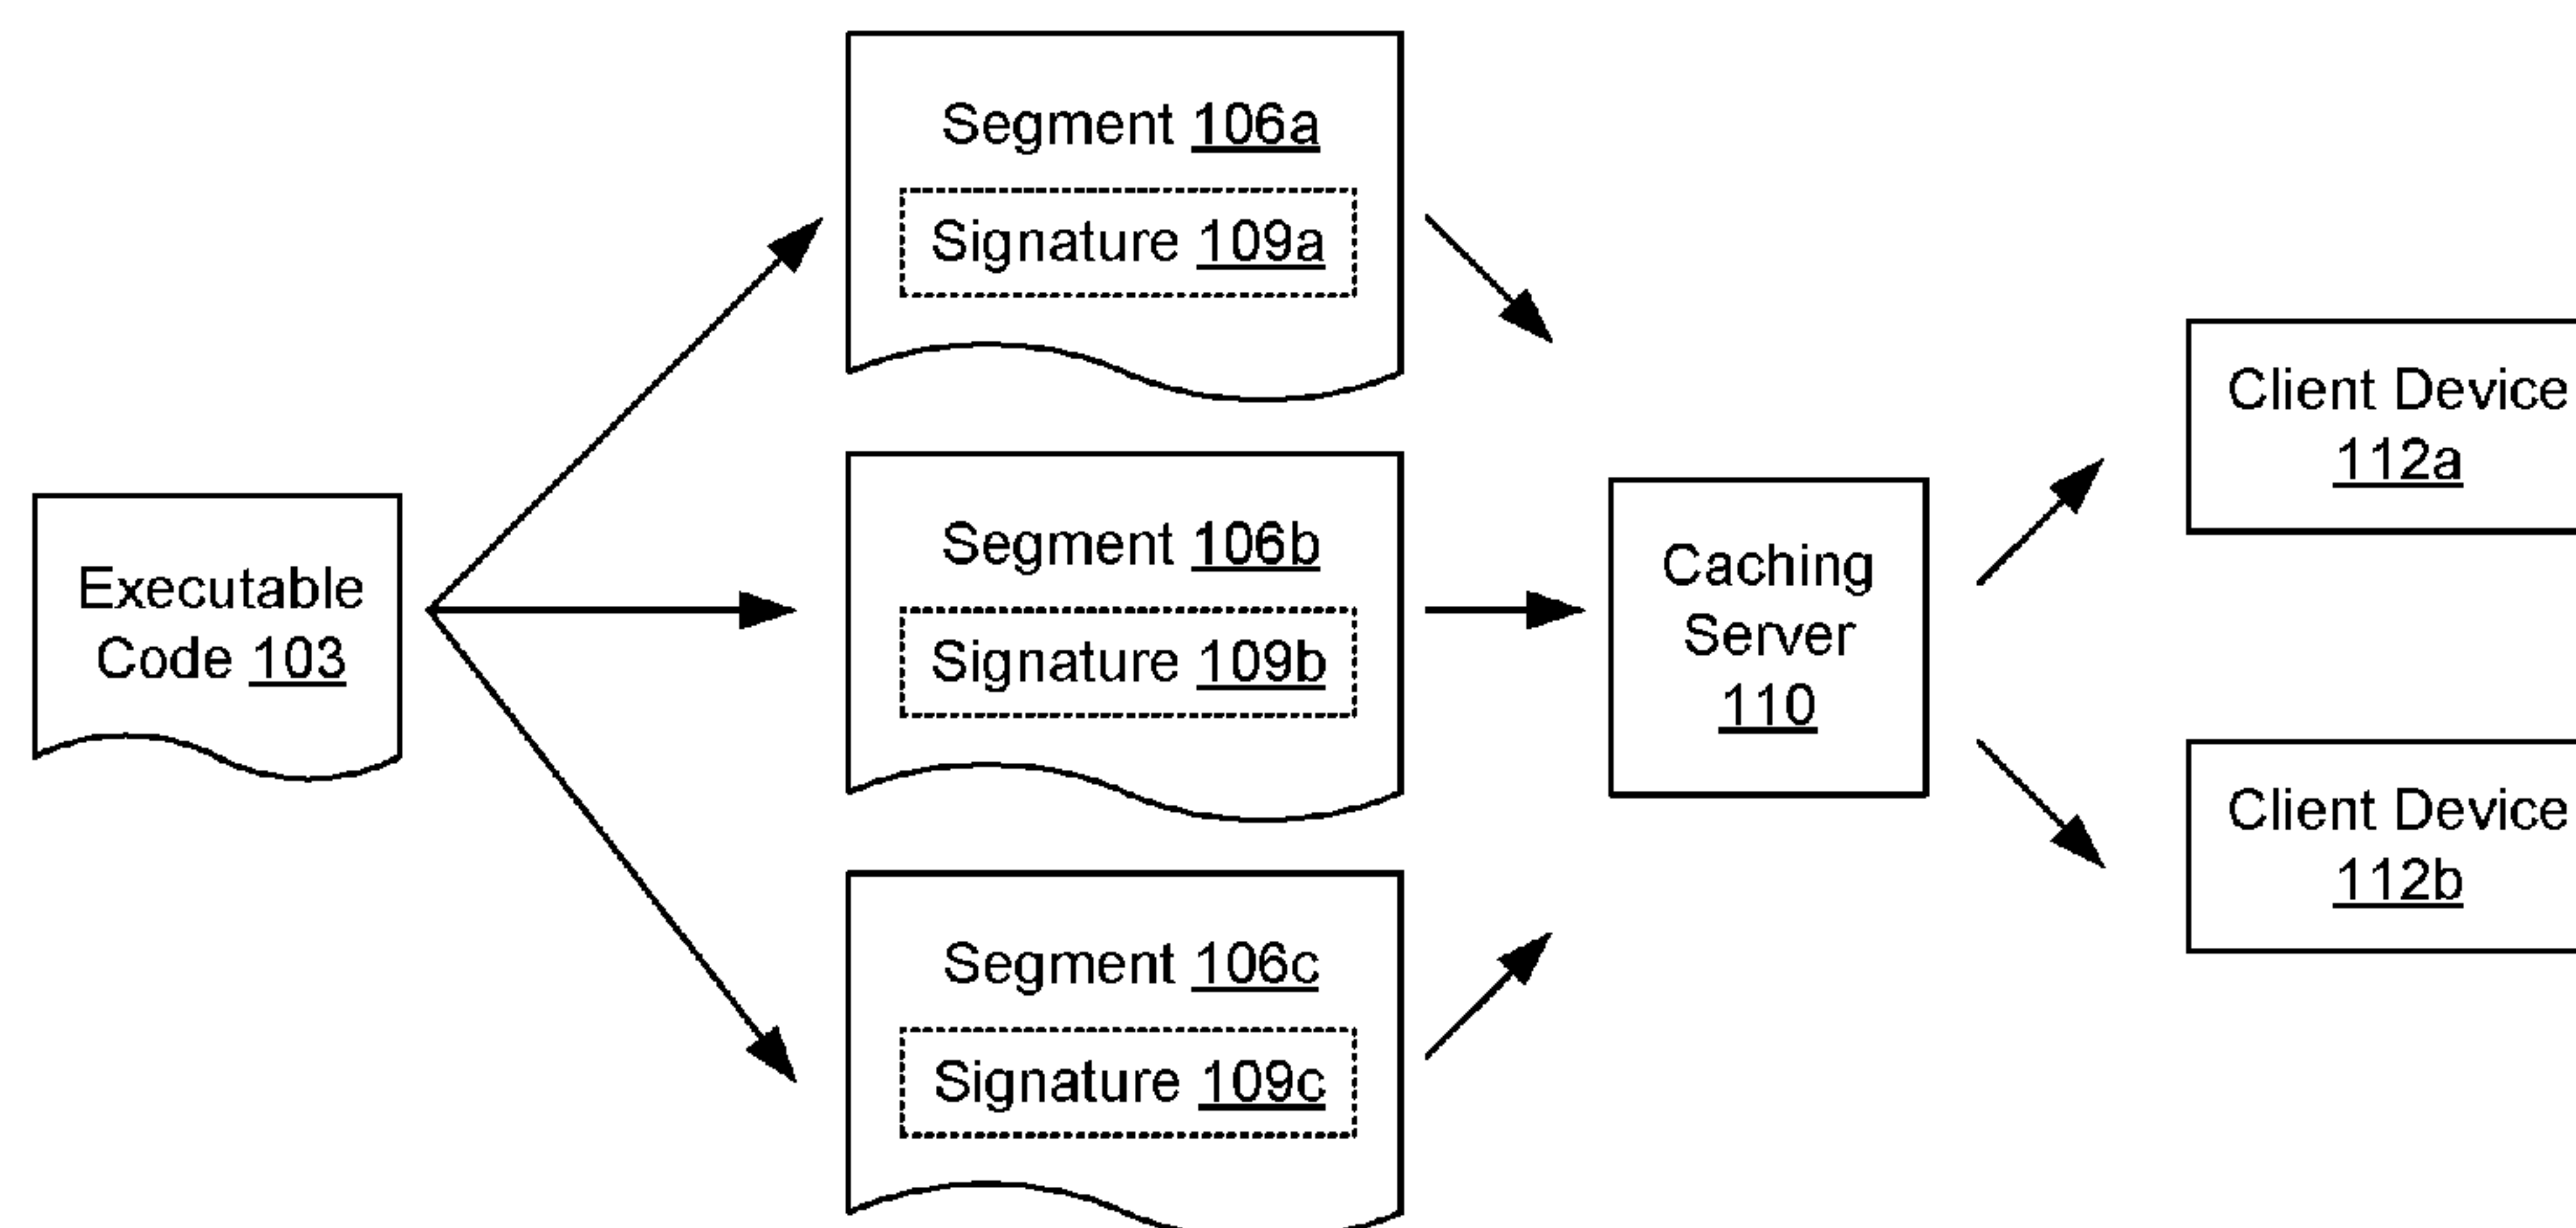 Executable
Code 103
Segment 106a
Signature 109a
Segment 106b
Signature 109b
Segment 106c
Signature 109c
Caching
Server
110
Client Device
112a
Client Device
112b